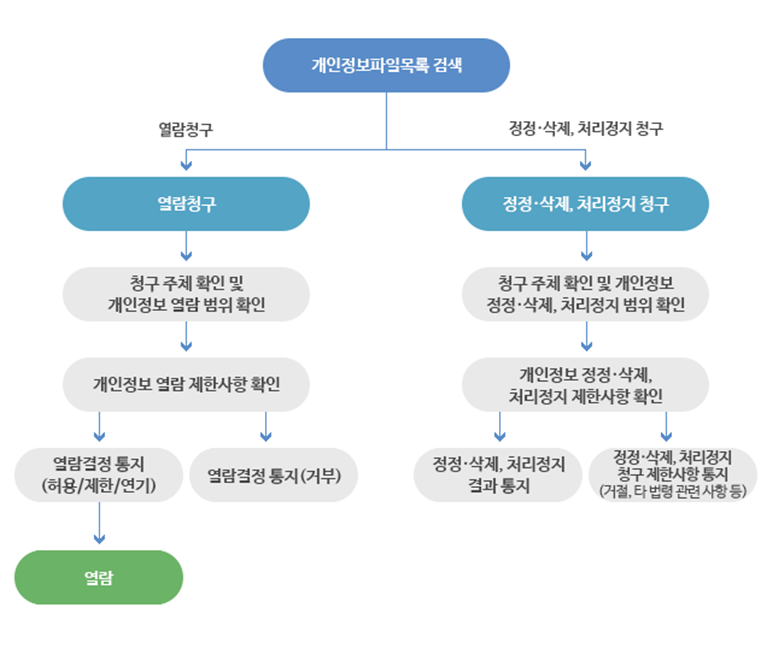 개인정보파일목록 검색
열람청구
정정·삭제, 처리정지 청구
열람청구
정정·삭제, 처리정지 청구
청구 주체 확인 및
개인정보 열람 범위 확인
청구 주체 확인 및 개인정보
정정·삭제, 처리정지 범위 확인
개인정보 열람 제한사항 확인
개인정보 정정·삭제,
처리정지 제한사항 확인
열람결정 통지
(허용/제한/연기)
열람결정 통지(거부)
정정·삭제, 처리정지
결과 통지
정정·삭제, 처리정지
청구 제한사항 통지
(거절, 타 법령 관련 사항 등)
열람